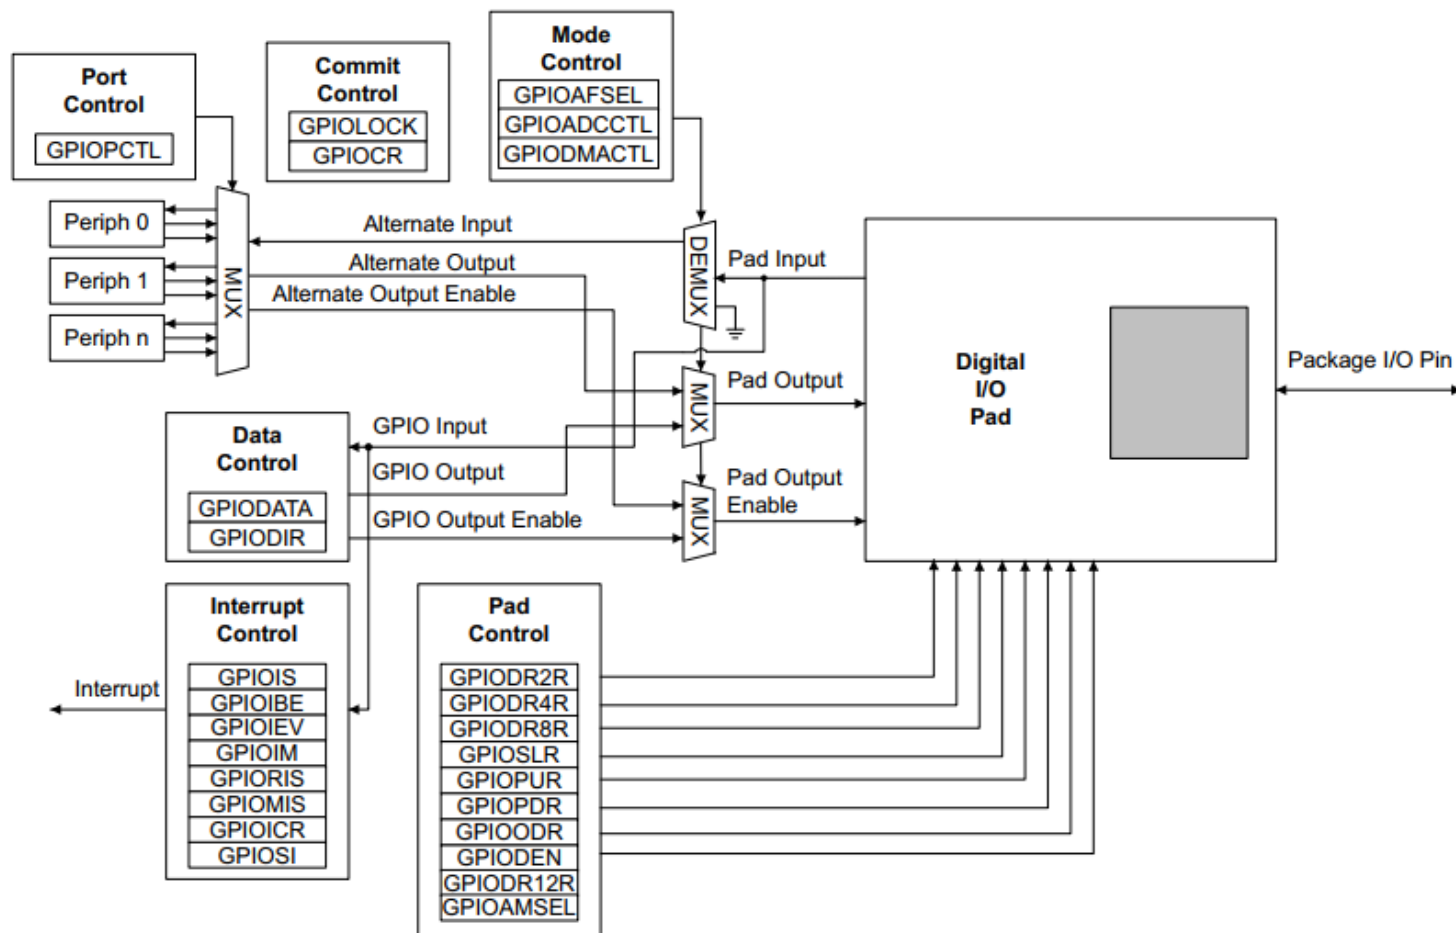 Port
Control
GPIOPCTL
Commit
Control
GPIOLOCK
GPIOCR
Mode
Control
GPIOAFSEL
GPIOADCCTL
GPIODMACTL
Periph 0
Periph 1
Periph n
MUX
Alternate Input
Alternate Output
Alternate Output Enable
DEMUX
Pad Input
MUX
Pad Output
MUX
Pad Output
Enable
Digital
I/O
Pad
Package I/O Pin
Data
Control
GPIODATA
GPIODIR
GPIO Input
GPIO Output
GPIO Output Enable
Interrupt
Control
GPIOIS
GPIOIBE
GPIOIEV
GPIOIM
GPIORIS
GPIOMIS
GPIOICR
GPIOSI
Interrupt
Pad
Control
GPIODR2R
GPIODR4R
GPIODR8R
GPIOSLR
GPIOPUR
GPIOPDR
GPIOODR
GPIODEN
GPIODR12R
GPIOAMSEL